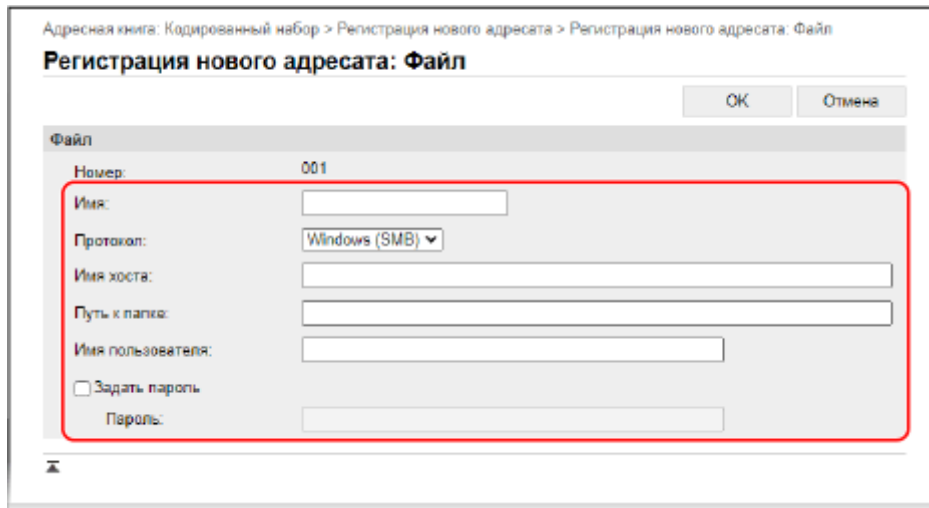 Адресная книга: Кодированный набор > Регистрация нового адресата > Регистрация нового адресата: Файл
Регистрация нового адресата: Файл
OK Отмена
Файл
Номер: 001
Имя:
Протокол: Windows (SMB)
Имя хоста:
Путь к папке:
Имя пользователя:
Задать пароль
Пароль: